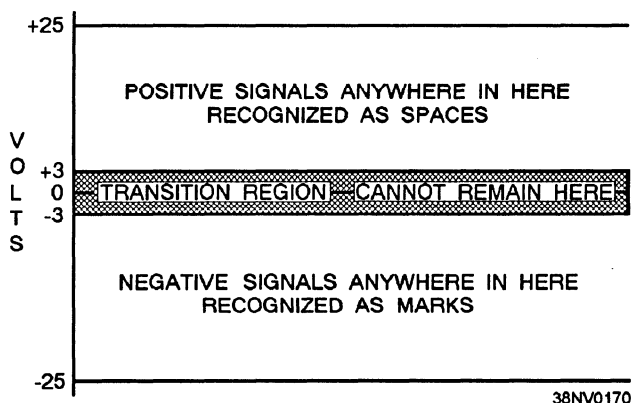 +25
POSITIVE SIGNALS ANYWHERE IN HERE
RECOGNIZED AS SPACES
VOLTS
+3
0
-3
TRANSITION REGION
CANNOT REMAIN HERE
NEGATIVE SIGNALS ANYWHERE IN HERE
RECOGNIZED AS MARKS
-25
38NV0170